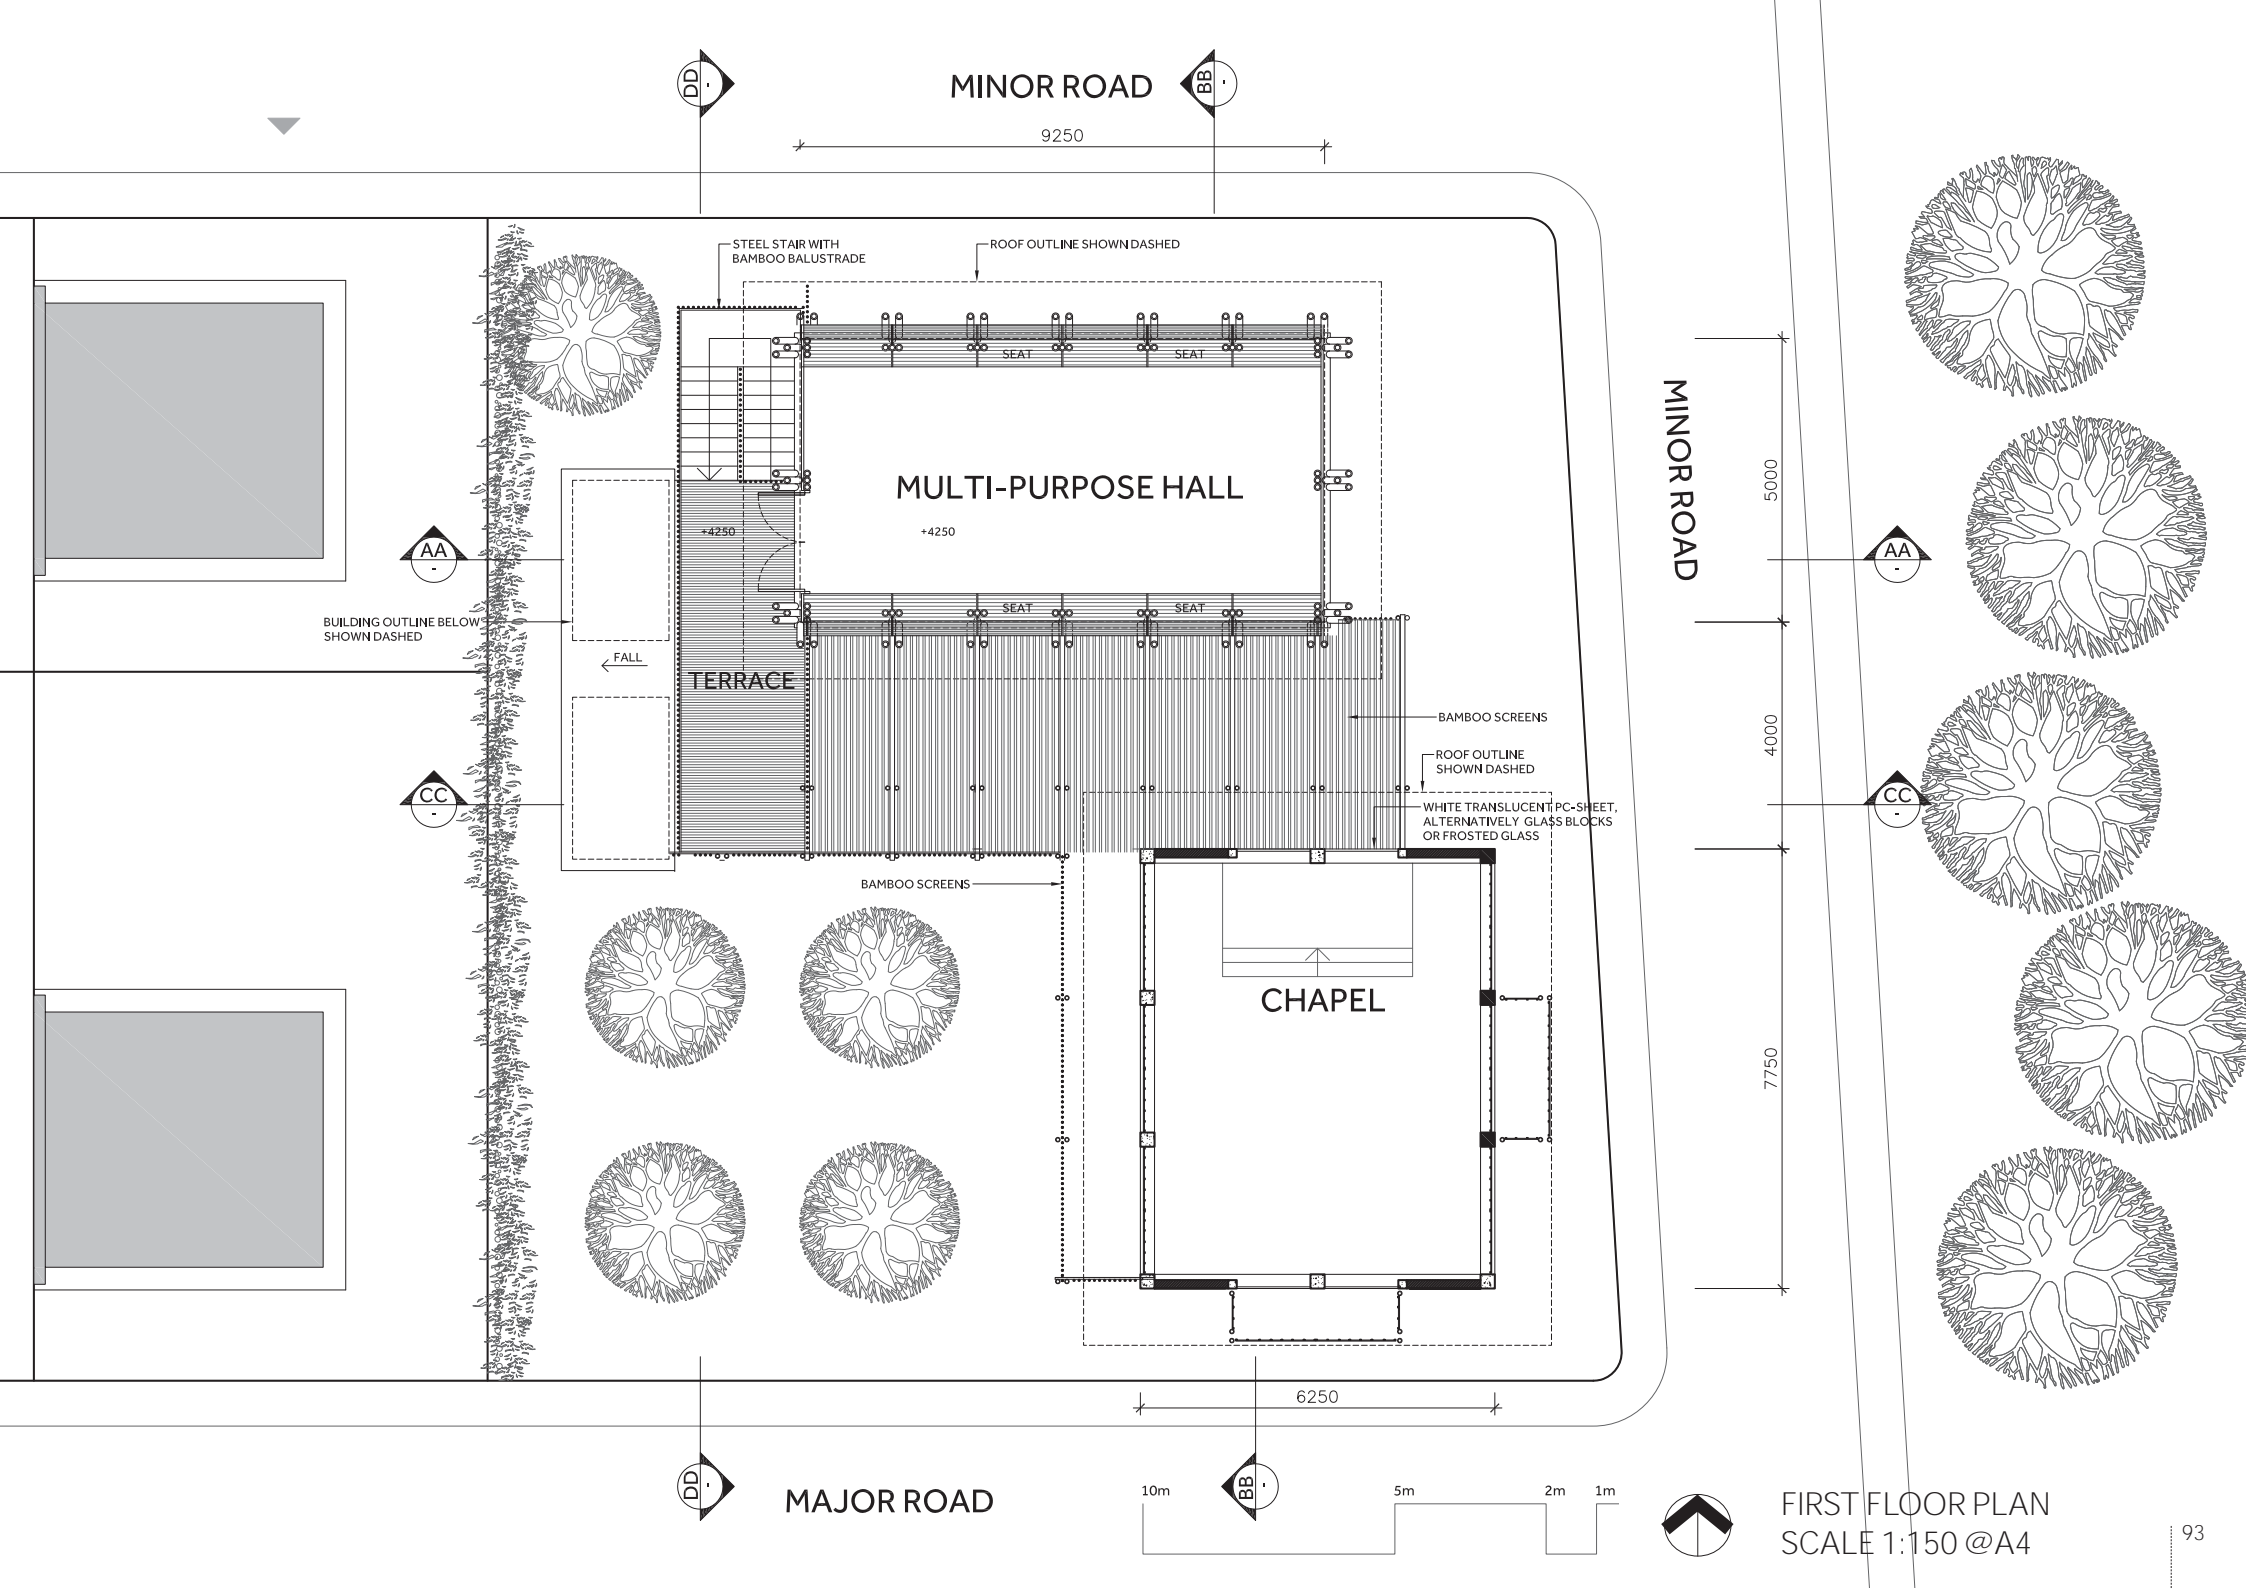 DD
-
MINOR ROAD
BB
-
9250
STEEL STAIR WITH
BAMBOO BALUSTRADE
ROOF OUTLINE SHOWN DASHED
SEAT
SEAT
MINOR ROAD
5000
MULTI-PURPOSE HALL
+4250
+4250
AA
-
AA
-
SEAT
SEAT
BUILDING OUTLINE BELOW
SHOWN DASHED
FALL
TERRACE
BAMBOO SCREENS
4000
ROOF OUTLINE
SHOWN DASHED
CC
-
CC
-
WHITE TRANSLUCENT PC-SHEET,
ALTERNATIVELY GLASS BLOCKS
OR FROSTED GLASS
BAMBOO SCREENS
CHAPEL
7750
6250
DD
-
MAJOR ROAD
BB
-
10m
5m
2m
1m
FIRST FLOOR PLAN
SCALE 1:150 @A4
93